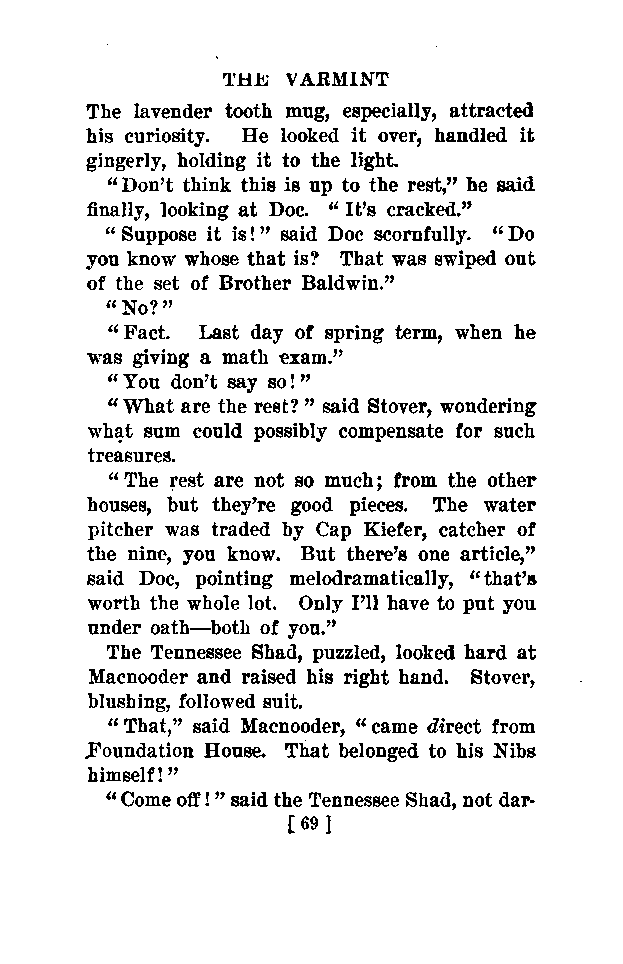 THE VARMINT
The lavender tooth mug, especially, attracted
his curiosity. He looked it over, handled it
gingerly, holding it to the light.
“Don’t think this is up to the rest,” he said
finally, looking at Doc. “It’s cracked.”
“Suppose it is!” said Doc scornfully. “Do
you know whose that is? That was swiped out
of the set of Brother Baldwin.”
“No?”
“Fact. Last day of spring term, when he
was giving a math exam.”
“You don’t say so!”
“What are the rest?” said Stover, wondering
what sum could possibly compensate for such
treasures.
“The rest are not so much; from the other
houses, but they’re good pieces. The water
pitcher was traded by Cap Kiefer, catcher of
the nine, you know. But there’s one article,”
said Doc, pointing melodramatically, “that’s
worth the whole lot. Only I’ll have to put you
under oath—both of you.”
The Tennessee Shad, puzzled, looked hard at
Macnooder and raised his right hand. Stover,
blushing, followed suit.
“That,” said Macnooder, “came direct from
Foundation House. That belonged to his Nibs
himself!”
“Come off!” said the Tennessee Shad, not dar-
[69]